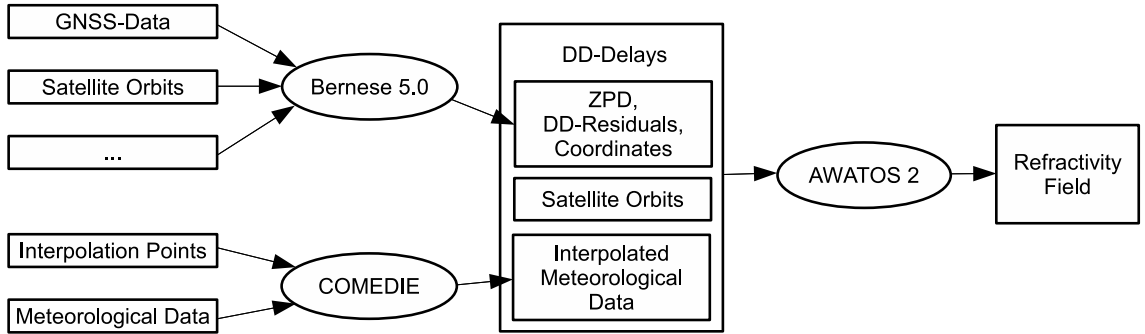 GNSS-Data
Satellite Orbits
...
Bernese 5.0
Interpolation Points
Meteorological Data
COMEDIE
DD-Delays
ZPD,
DD-Residuals,
Coordinates
Satellite Orbits
Interpolated
Meteorological
Data
AWATOS 2
Refractivity
Field